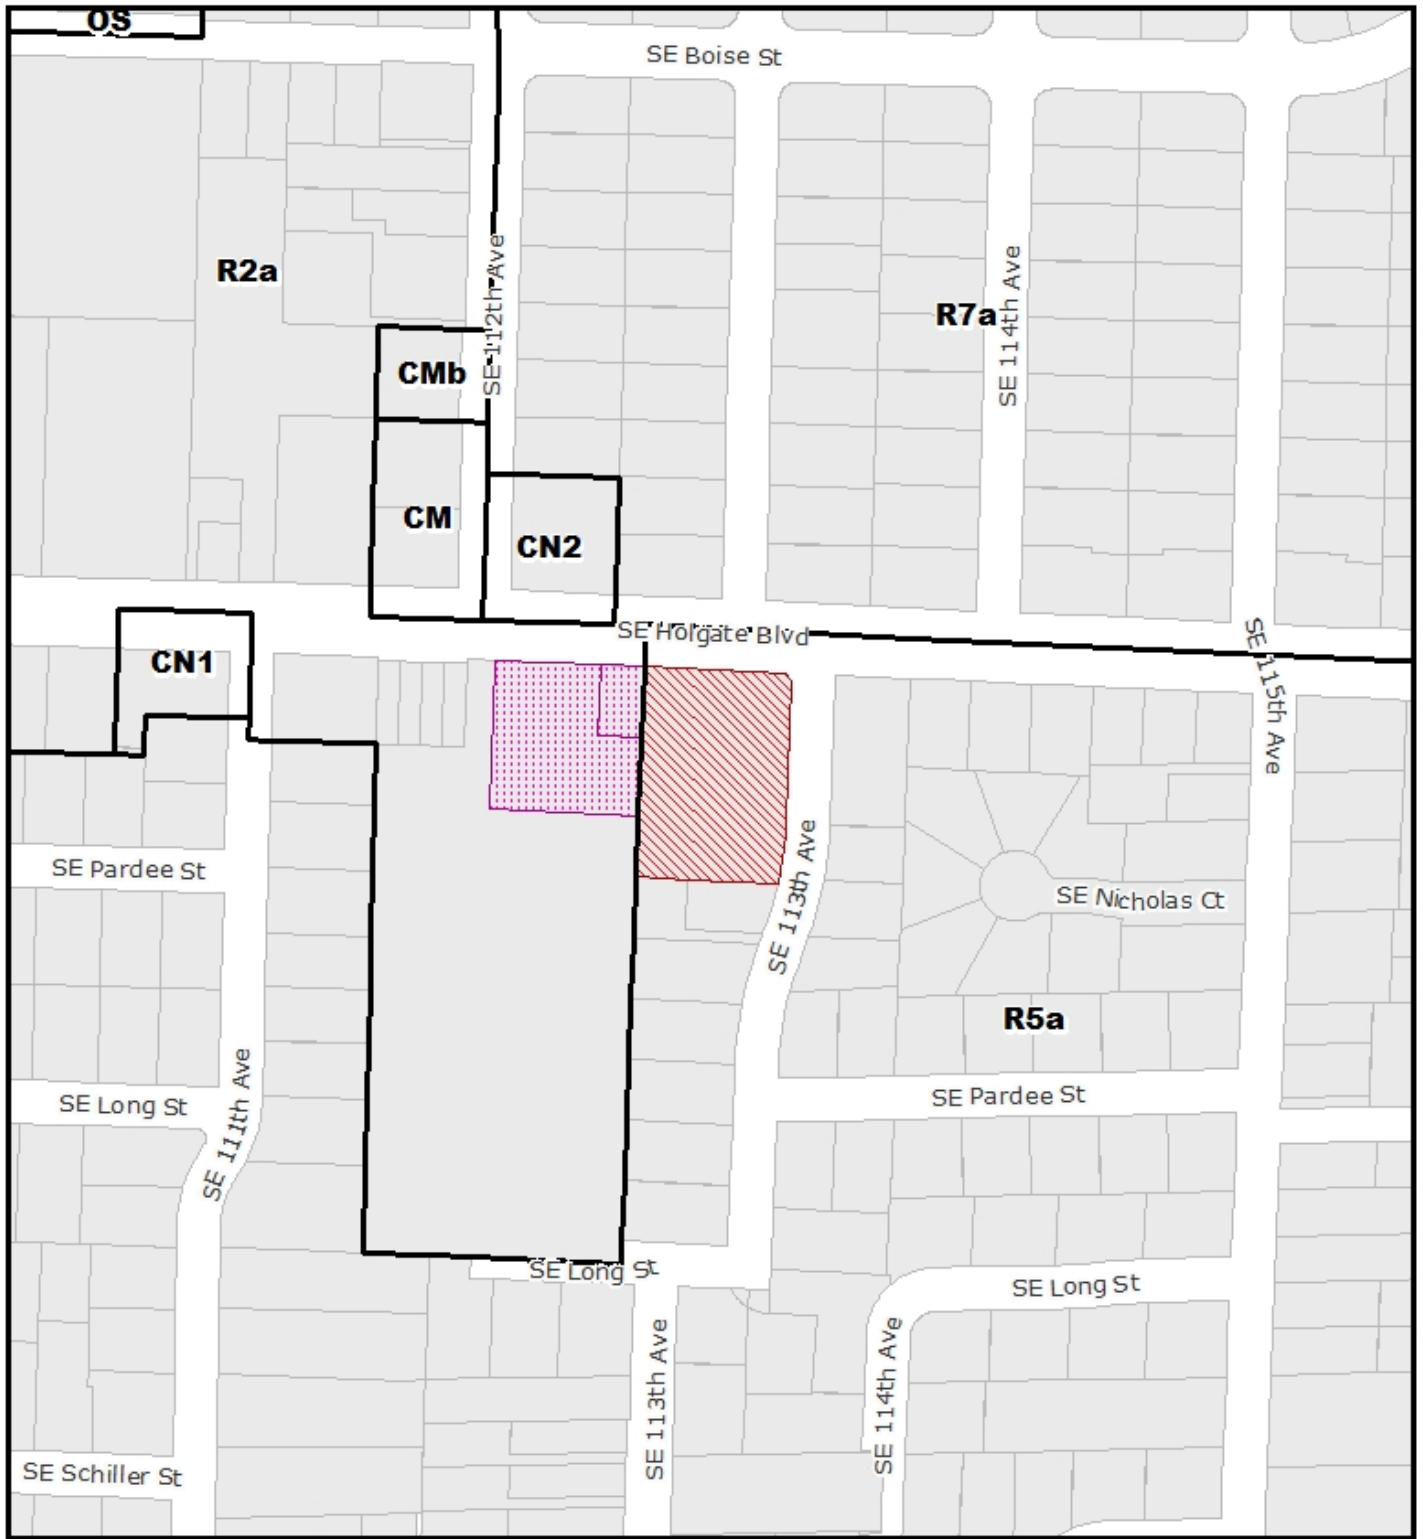 OS
SE Boise St
R2a
SE 112th Ave
R7a
SE 114th Ave
CMb
CM
CN2
SE Holgate Blvd
CN1
SE 115th Ave
SE Pardee St
SE 113th Ave
SE Nicholas Ct
R5a
SE Long St
SE 111th Ave
SE Pardee St
SE Long St
SE Long St
SE 113th Ave
SE 114th Ave
SE Schiller St